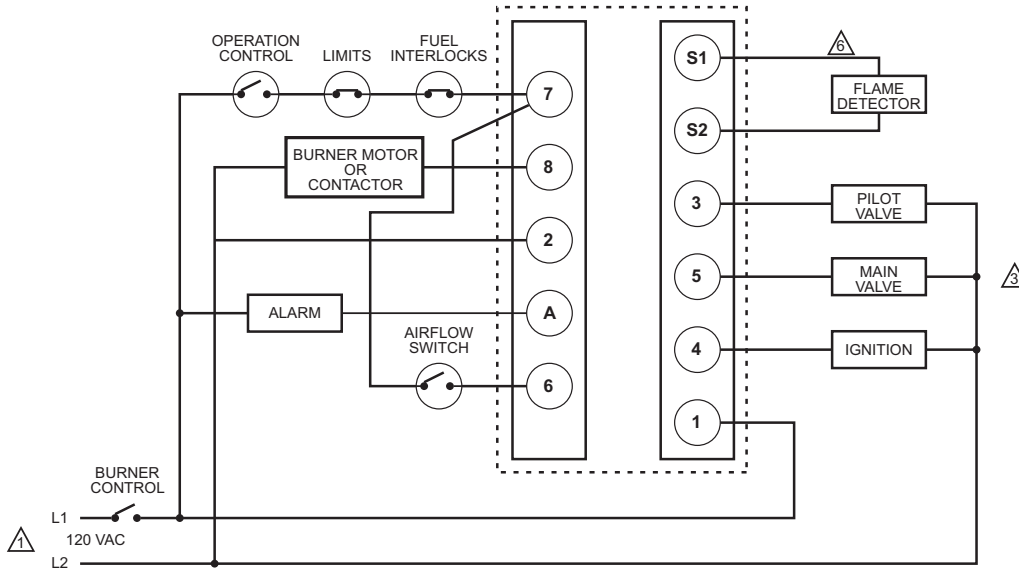 OPERATION
CONTROL
LIMITS
FUEL
INTERLOCKS
7
BURNER MOTOR
OR
CONTACTOR
8
2
ALARM
A
AIRFLOW
SWITCH
6
S1
6
FLAME
DETECTOR
S2
3
PILOT
VALVE
5
MAIN
VALVE
3
4
IGNITION
1
BURNER
CONTROL
L1
1
120 VAC
L2